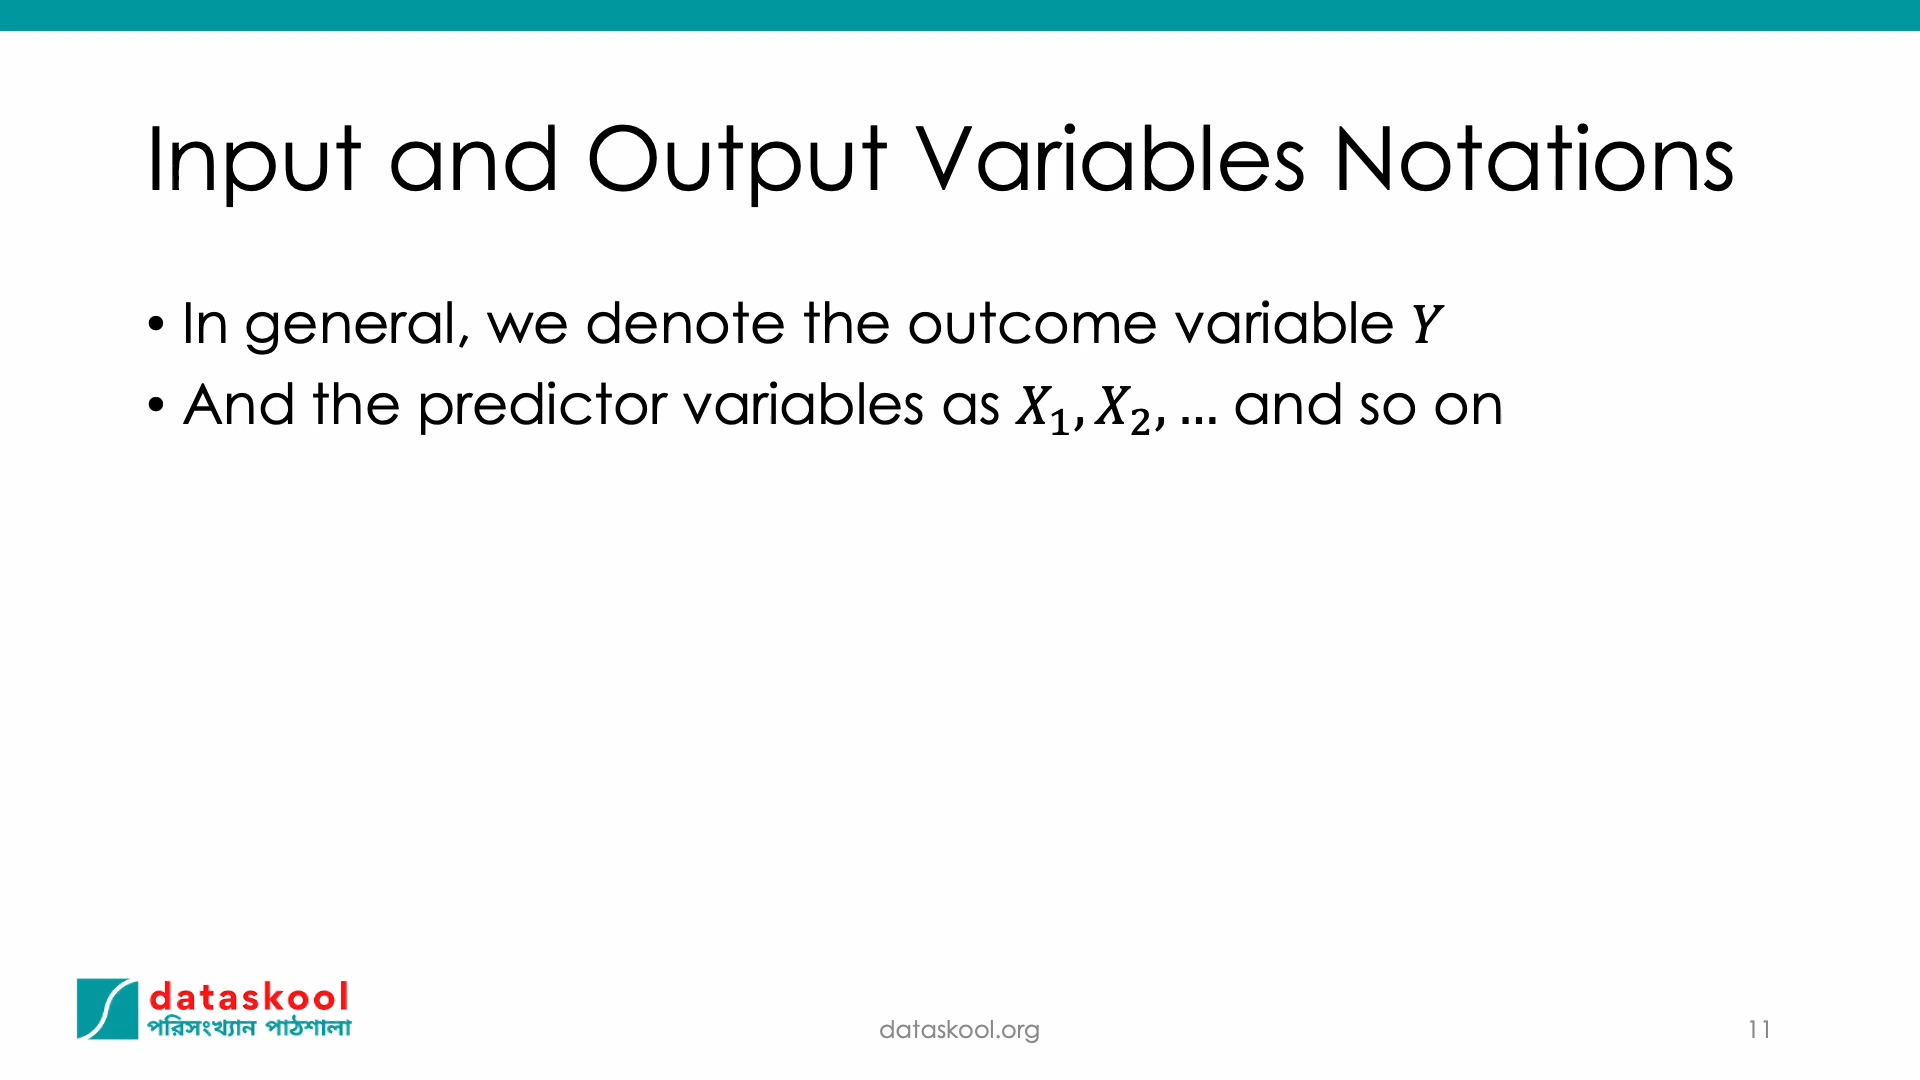 Input and Output Variables Notations
• In general, we denote the outcome variable Y
• And the predictor variables as X₁, X₂, … and so on
dataskool
পরিসংখ্যান পাঠশালা
dataskool.org
11